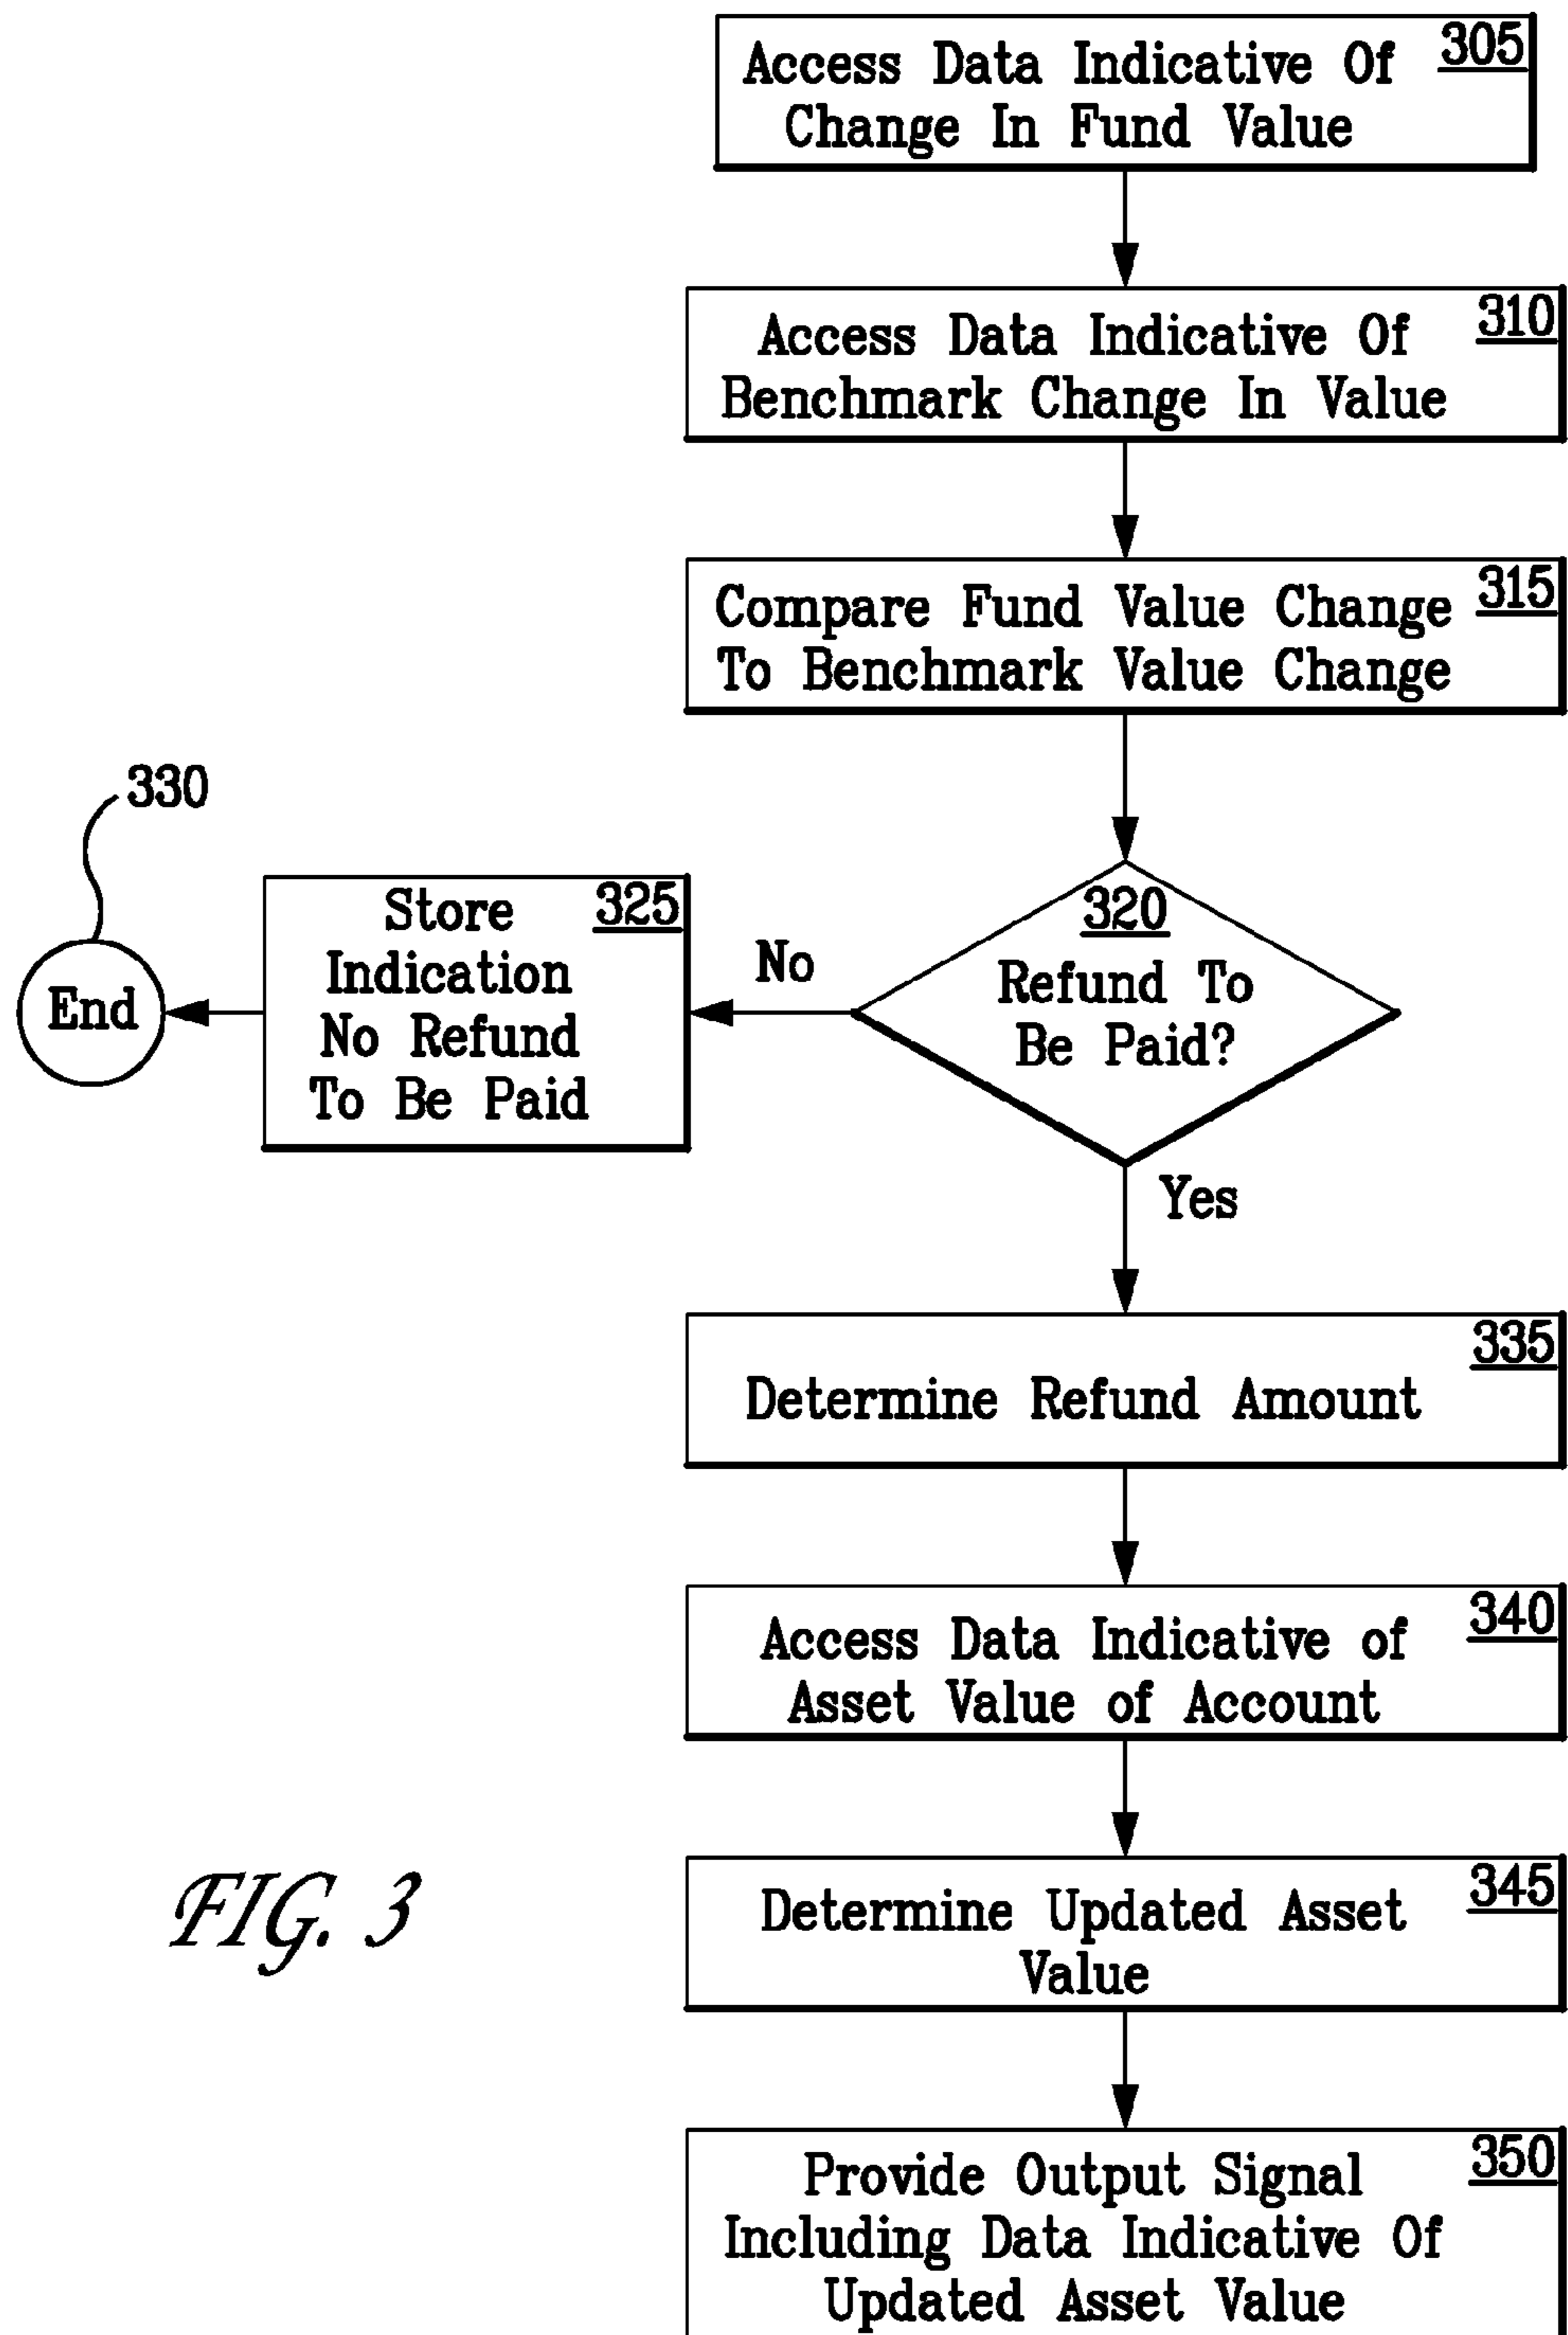 305
Access Data Indicative Of
Change In Fund Value
310
Access Data Indicative Of
Benchmark Change In Value
315
Compare Fund Value Change
To Benchmark Value Change
330
320
Refund To
Be Paid?
No
325
Store
Indication
No Refund
To Be Paid
End
Yes
335
Determine Refund Amount
340
Access Data Indicative of
Asset Value of Account
345
Determine Updated Asset
Value
350
Provide Output Signal
Including Data Indicative Of
Updated Asset Value
FIG. 3